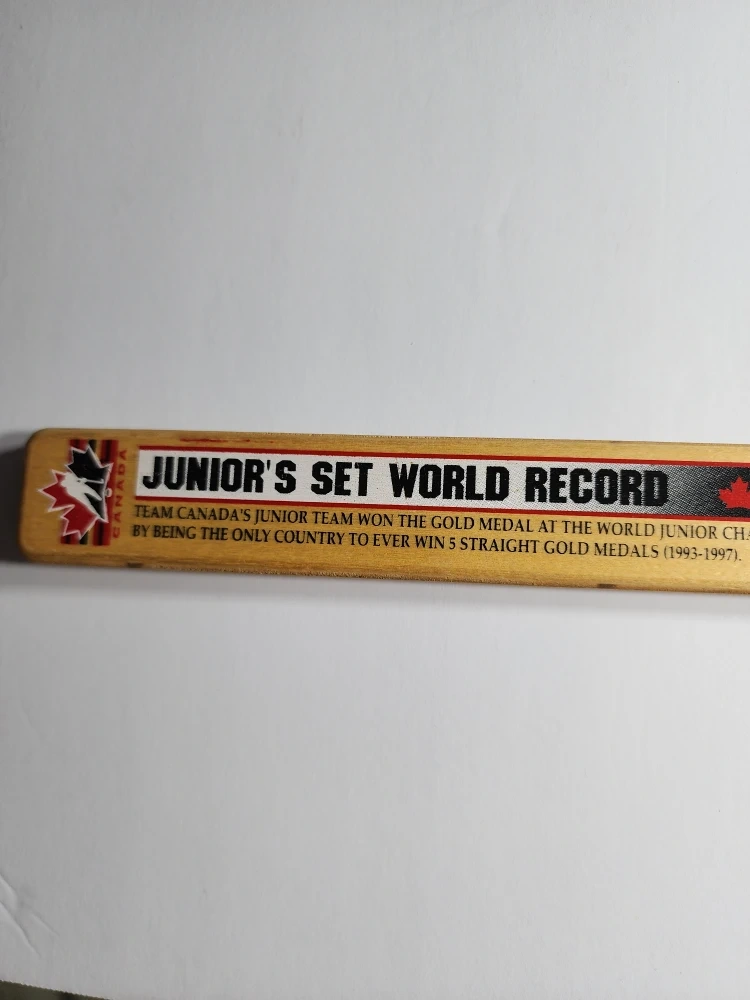 CANADA
JUNIOR'S SET WORLD RECORD
TEAM CANADA'S JUNIOR TEAM WON THE GOLD MEDAL AT THE WORLD JUNIOR
BY BEING THE ONLY COUNTRY TO EVER WIN 5 STRAIGHT GOLD MEDALS (1993-1997).